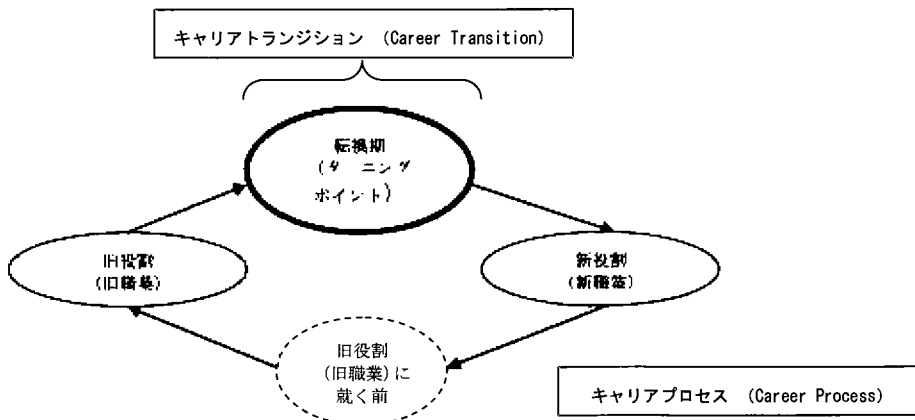 キャリアトランジション (Career Transition)
転換期
(ターニング
ポイント)
旧役割
(旧職業)
新役割
(新職業)
旧役割
(旧職業)に
就く前
キャリアプロセス (Career Process)